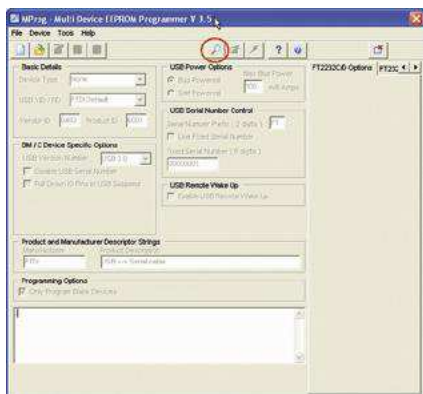 MProg - Multi Device EEPROM Programmer V 3.5
File Device Tools Help
Basic Details
Device Type
None
USB VID / PID
FTDI Default
Vendor ID
0403
Product ID
6001
BM / C Device Specific Options
USB Version Number
USB 2.0
Disable USB Serial Number
Pull Down IO Pins in USB Suspend
USB Power Options
Bus Powered
Self Powered
Max Bus Power
100
milli Amps
USB Serial Number Control
Serial Number Prefix ( 2 digits )
FT
Use Fixed Serial Number
Fixed Serial Number ( 8 digits )
00000001
USB Remote Wake Up
Enable USB Remote Wake Up
FT2232C/D Options
FT23
Product and Manufacturer Descriptor Strings
Manufacturer
Product Description
FTDI
USB <-> Serial Cable
Programming Options
Only Program Blank Devices